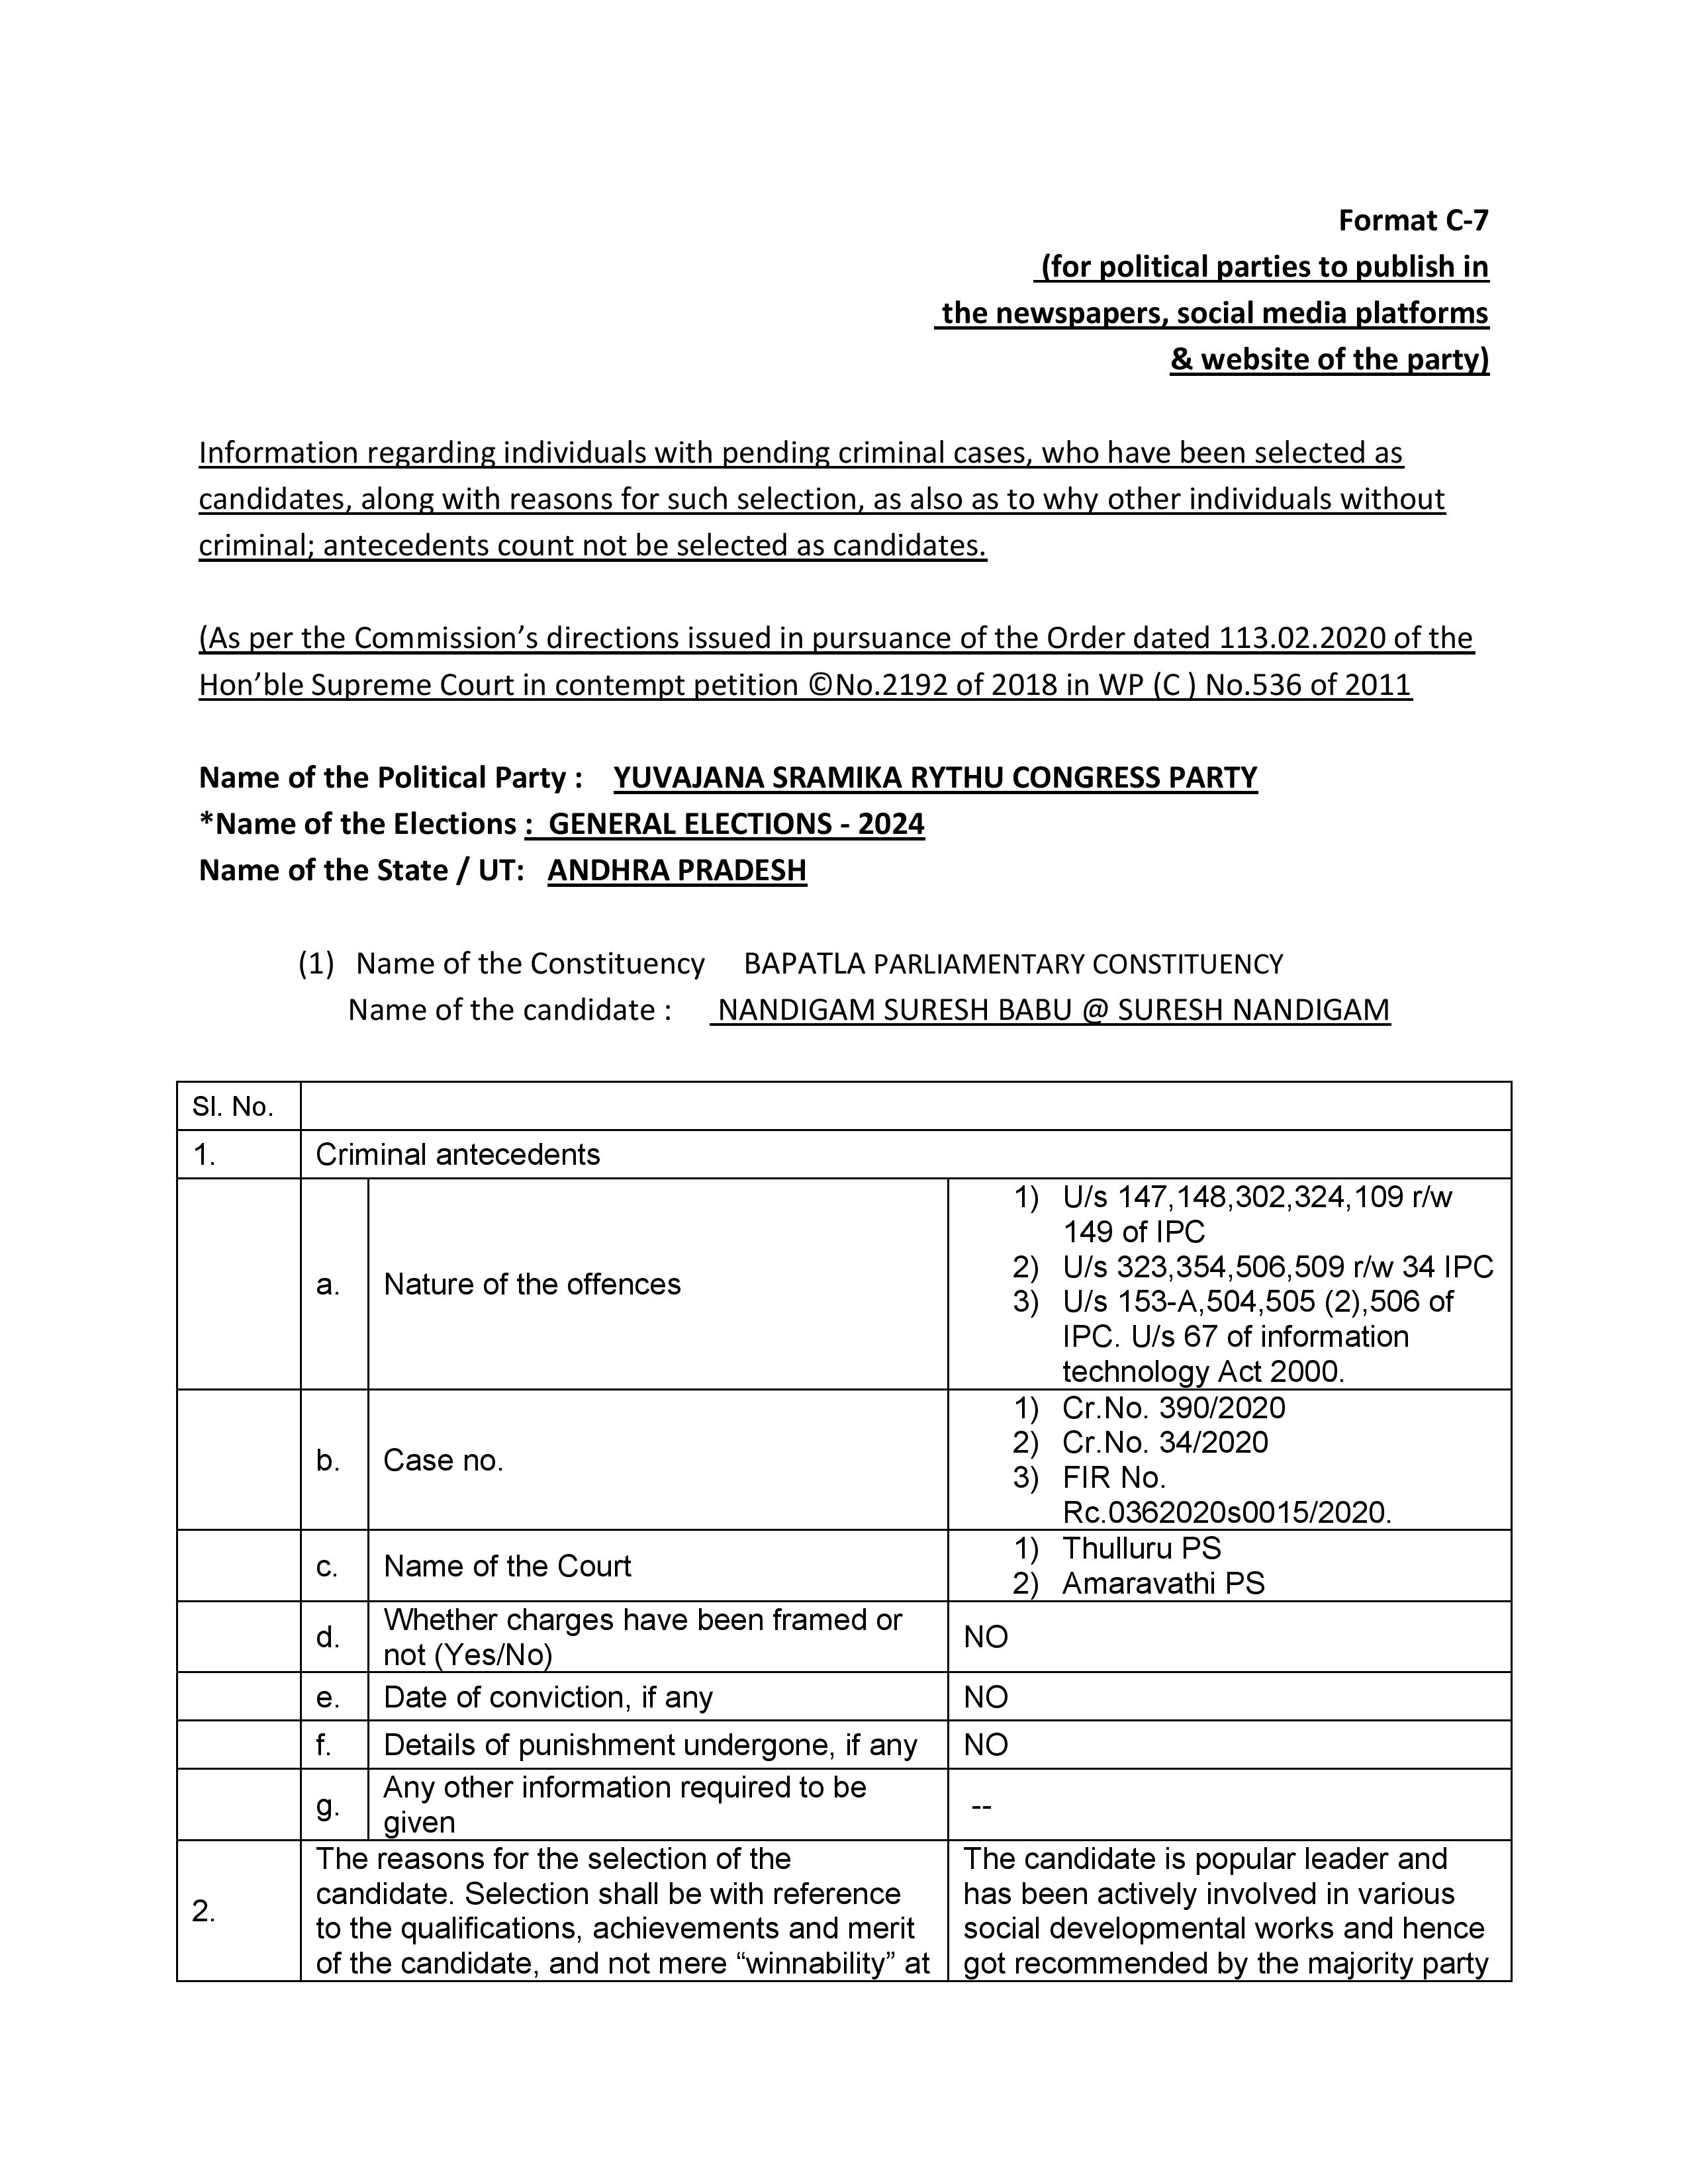 Format C-7
(for political parties to publish in
the newspapers, social media platforms
& website of the party)
Information regarding individuals with pending criminal cases, who have been selected as
candidates, along with reasons for such selection, as also as to why other individuals without
criminal; antecedents count not be selected as candidates.
(As per the Commission’s directions issued in pursuance of the Order dated 113.02.2020 of the
Hon’ble Supreme Court in contempt petition ©No.2192 of 2018 in WP (C ) No.536 of 2011
Name of the Political Party : YUVAJANA SRAMIKA RYTHU CONGRESS PARTY
*Name of the Elections : GENERAL ELECTIONS - 2024
Name of the State / UT: ANDHRA PRADESH
(1) Name of the Constituency BAPATLA PARLIAMENTARY CONSTITUENCY
Name of the candidate : NANDIGAM SURESH BABU @ SURESH NANDIGAM
Sl. No.
1. Criminal antecedents
a. Nature of the offences
1) U/s 147,148,302,324,109 r/w
149 of IPC
2) U/s 323,354,506,509 r/w 34 IPC
3) U/s 153-A,504,505 (2),506 of
IPC. U/s 67 of information
technology Act 2000.
b. Case no.
1) Cr.No. 390/2020
2) Cr.No. 34/2020
3) FIR No.
Rc.0362020s0015/2020.
c. Name of the Court
1) Thulluru PS
2) Amaravathi PS
d. Whether charges have been framed or
not (Yes/No)
NO
e. Date of conviction, if any NO
f. Details of punishment undergone, if any NO
g. Any other information required to be
given
--
2.
The reasons for the selection of the
candidate. Selection shall be with reference
to the qualifications, achievements and merit
of the candidate, and not mere “winnability” at
The candidate is popular leader and
has been actively involved in various
social developmental works and hence
got recommended by the majority party